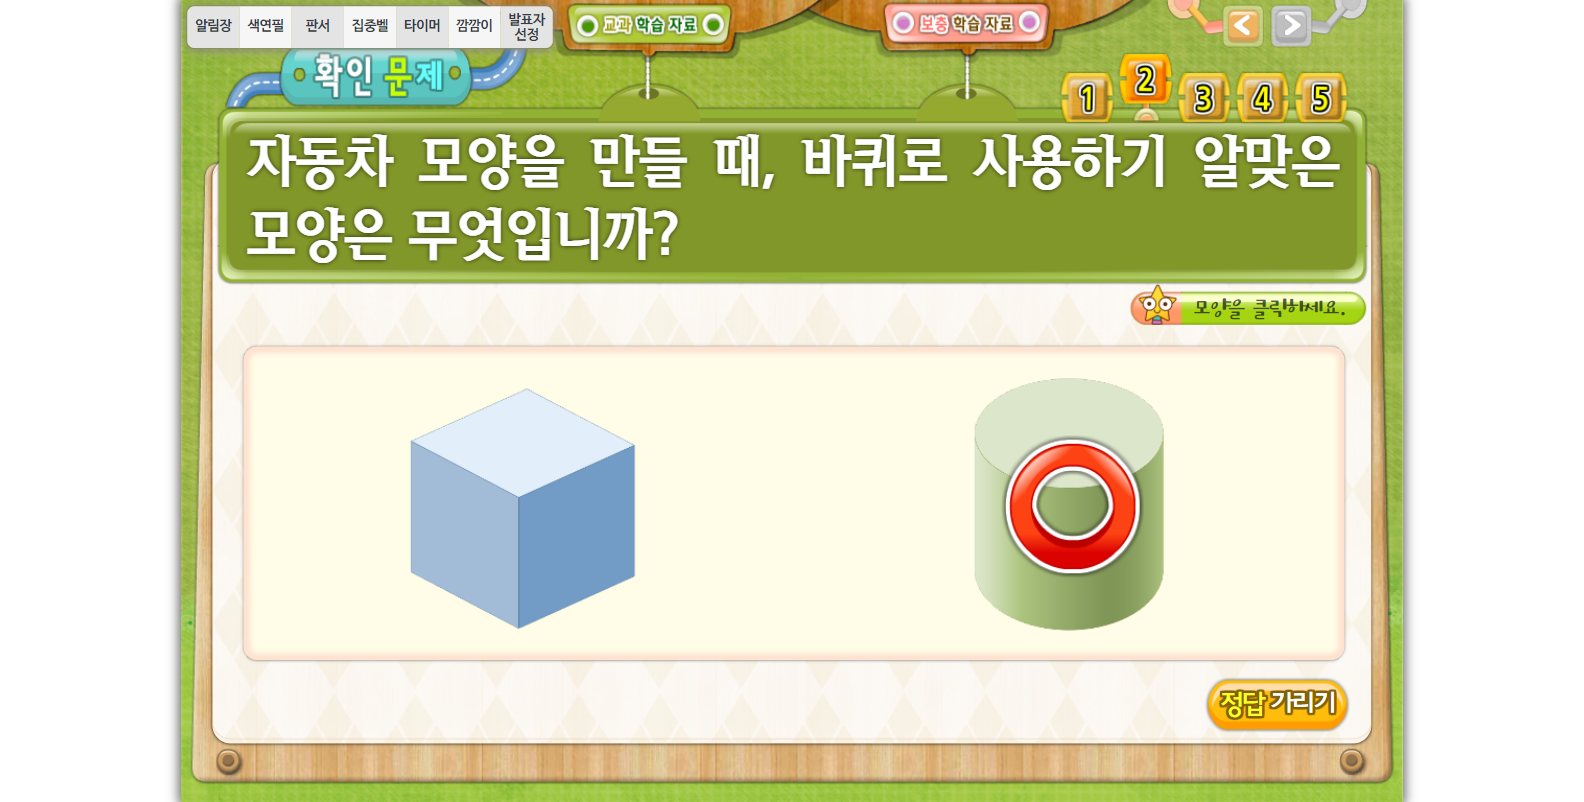 알림장 색연필 판서 집중벨 타이머 깜깜이 발표자 선정
교과 학습 자료
보충 학습 자료
확인 문제
1 2 3 4 5
자동차 모양을 만들 때, 바퀴로 사용하기 알맞은
모양은 무엇입니까?
모양을 클릭하세요.
정답 가리기